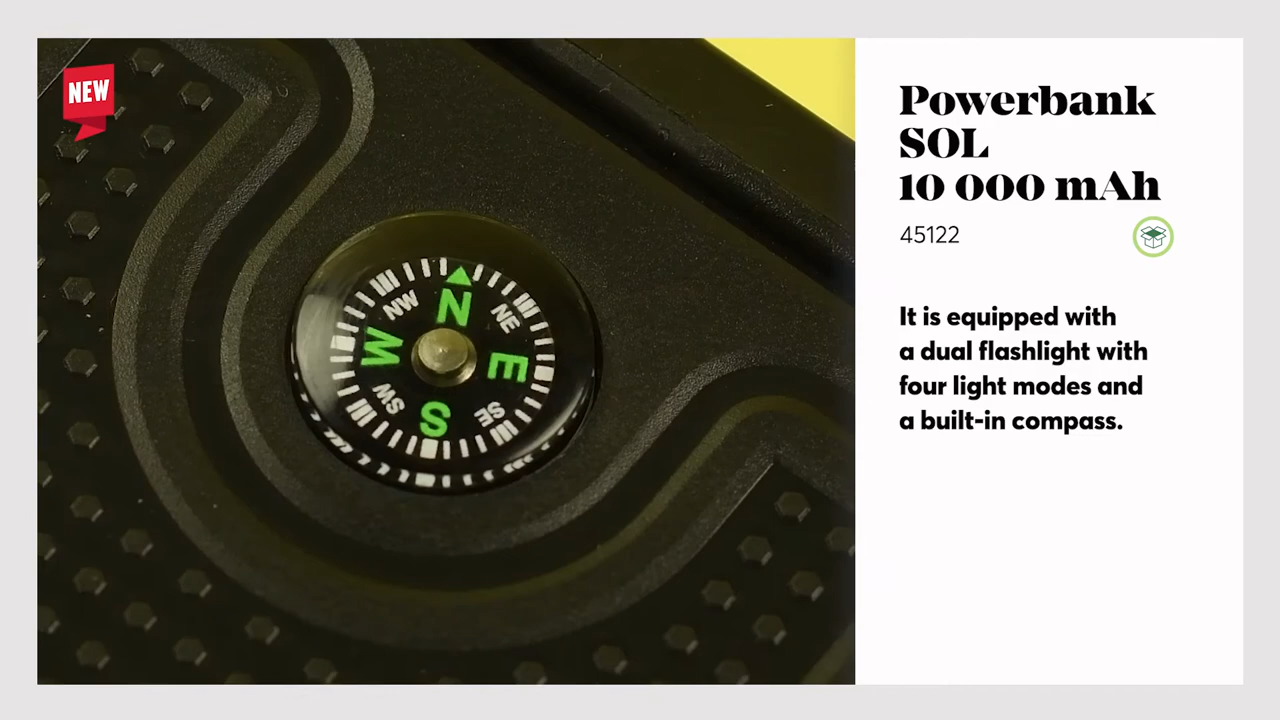 NEW
Powerbank
SOL
10 000 mAh
45122
It is equipped with
a dual flashlight with
four light modes and
a built-in compass.
N
NW
NE
W
E
SW
SE
S